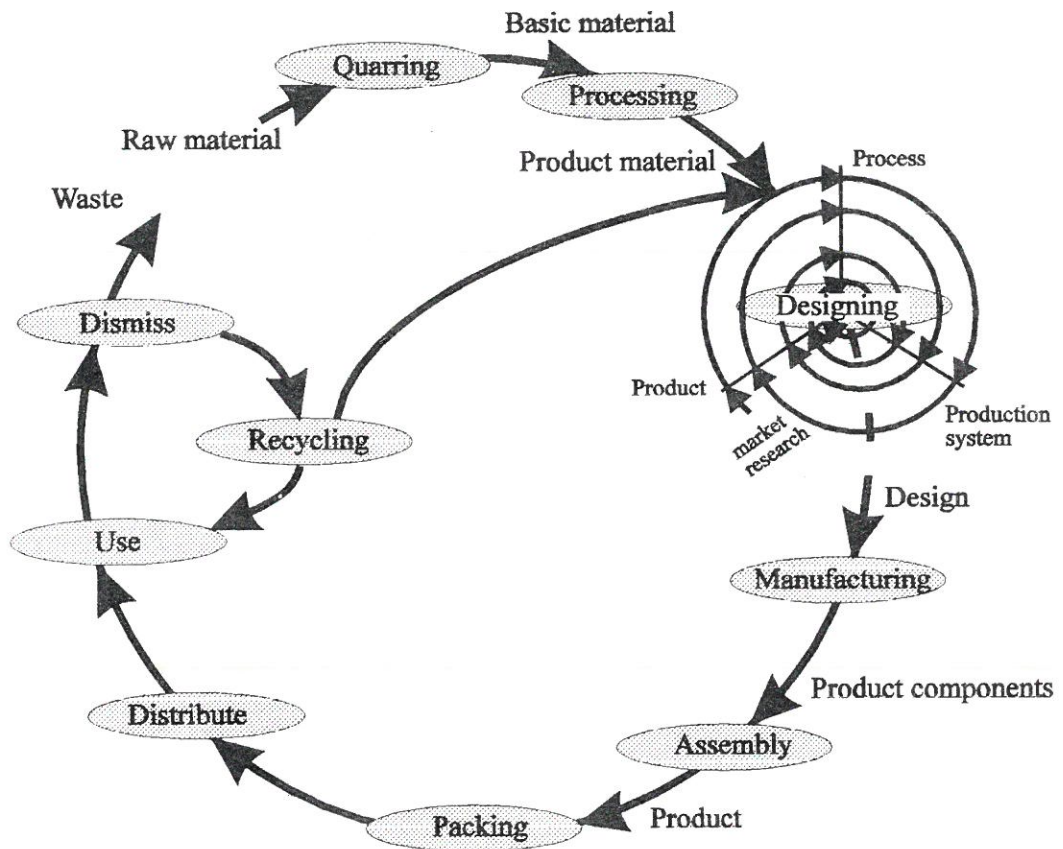 Basic material
Quarring
Processing
Raw material
Product material
Process
Waste
Designing
Dismiss
Product
Production
system
market
research
Recycling
Design
Use
Manufacturing
Product components
Distribute
Assembly
Product
Packing